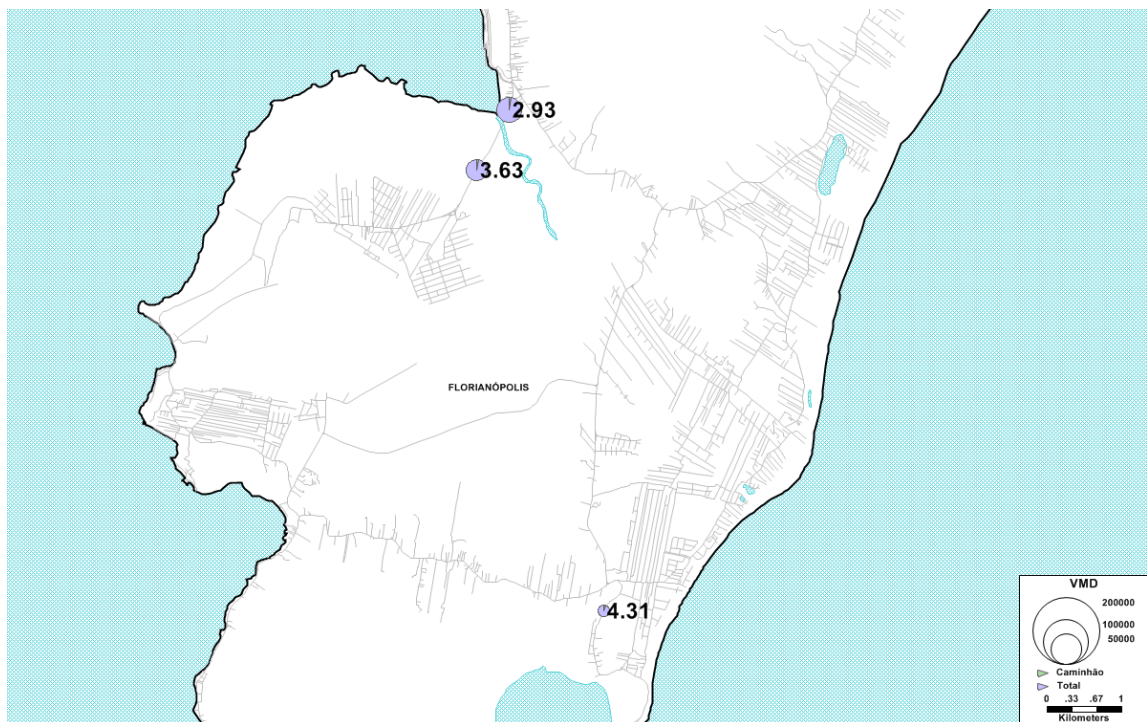 2.93
3.63
FLORIANÓPOLIS
4.31
VMD
200000
100000
50000
Caminhão
Total
0 .33 .67 1
Kilometers